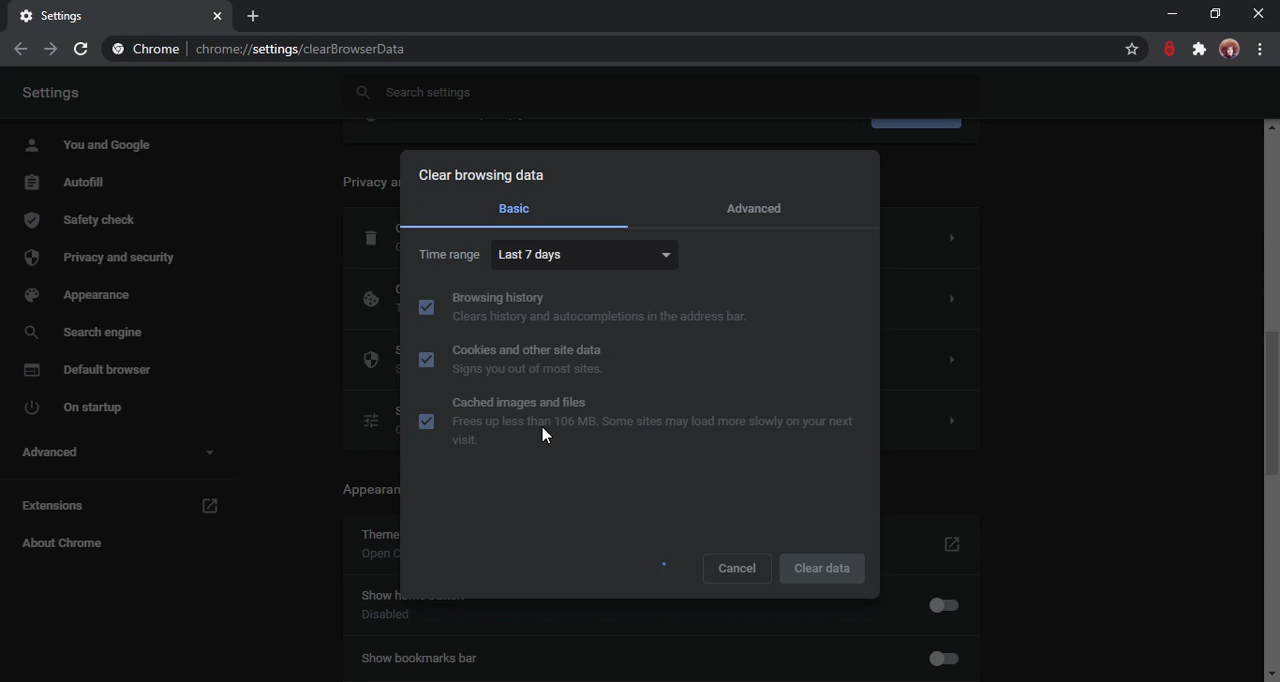 Settings
Chrome
chrome://settings/clearBrowserData
Settings
Search settings
You and Google
Autofill
Safety check
Privacy and security
Appearance
Search engine
Default browser
On startup
Advanced
Extensions
About Chrome
Privacy a
Clear browsing data
Basic
Advanced
Time range
Last 7 days
Browsing history
Clears history and autocompletions in the address bar.
Cookies and other site data
Signs you out of most sites.
Cached images and files
Frees up less than 106 MB. Some sites may load more slowly on your next
visit.
Cancel
Clear data
Appearan
Theme
Open C
Show
Disabled
Show bookmarks bar